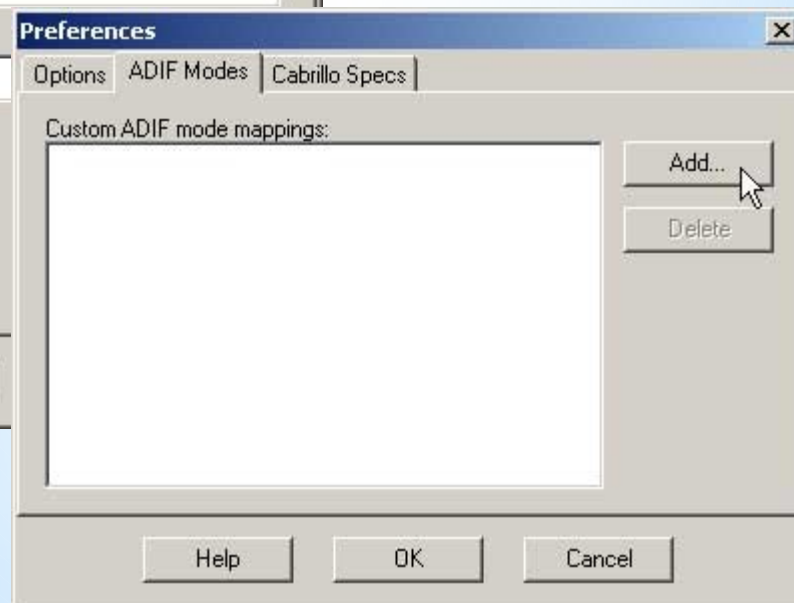 Preferences
Options ADIF Modes Cabrillo Specs
Custom ADIF mode mappings:
Add...
Delete
Help OK Cancel